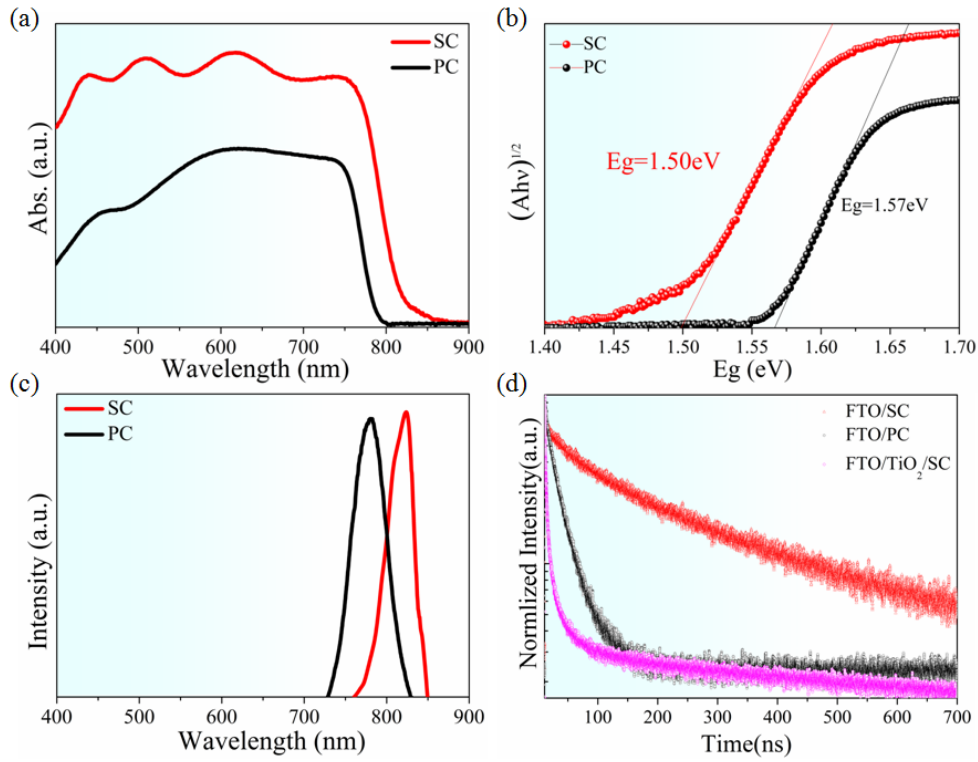 (a)
SC
PC
Abs. (a.u.)
400 500 600 700 800 900
Wavelength (nm)
(b)
SC
PC
Eg=1.50eV
Eg=1.57eV
(Ahν)^1/2
1.40 1.45 1.50 1.55 1.60 1.65 1.70
Eg (eV)
(c)
SC
PC
Intensity (a.u.)
400 500 600 700 800 900
Wavelength (nm)
(d)
FTO/SC
FTO/PC
FTO/TiO₂/SC
Normlized Intensity(a.u.)
100 200 300 400 500 600 700
Time(ns)